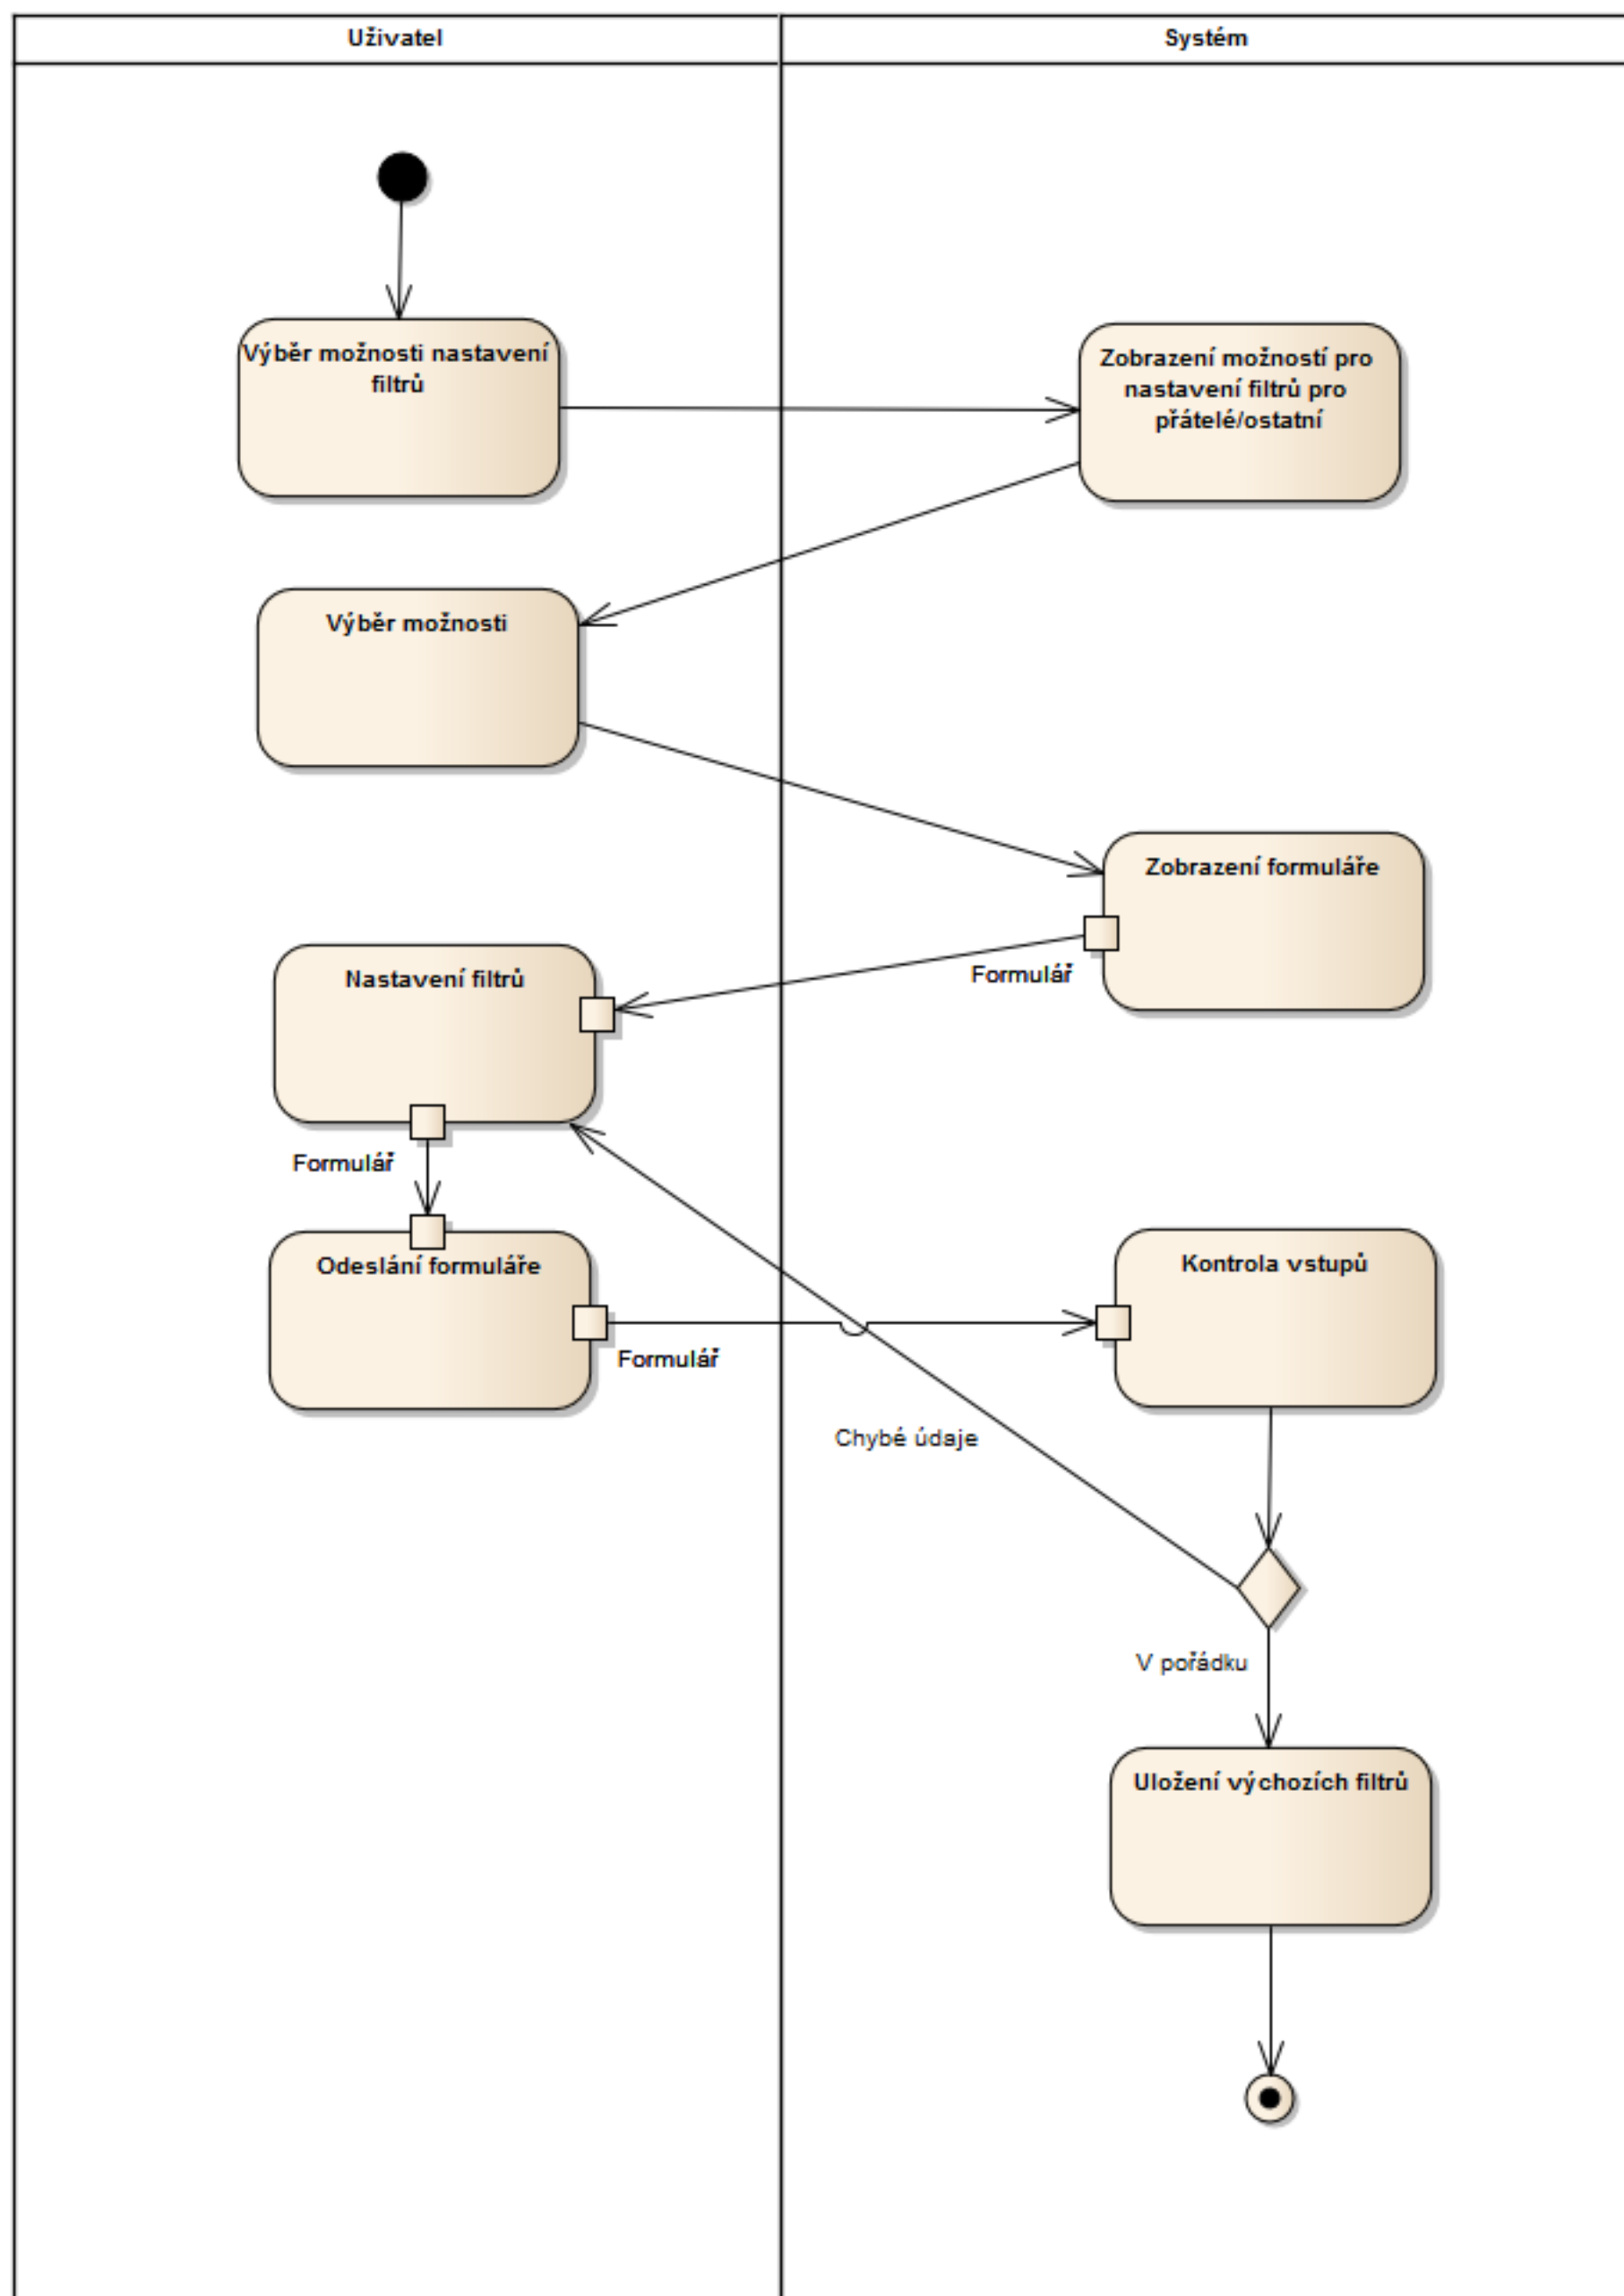 Uživatel
Systém
Výběr možnosti nastavení
filtrů
Zobrazení možností pro
nastavení filtrů pro
přátelé/ostatní
Výběr možnosti
Zobrazení formuláře
Formulář
Nastavení filtrů
Formulář
Odeslání formuláře
Formulář
Kontrola vstupů
Chybé údaje
V pořádku
Uložení výchozích filtrů